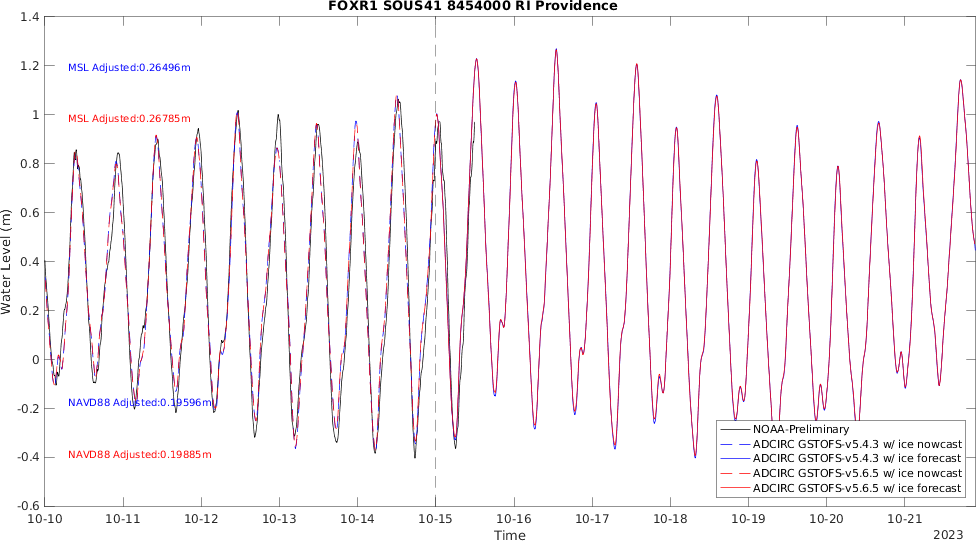 FOXR1 SOUS41 8454000 RI Providence
1.4
1.2
1
0.8
0.6
0.4
0.2
0
-0.2
-0.4
-0.6
Water Level (m)
MSL Adjusted:0.26496m
MSL Adjusted:0.26785m
NAVD88 Adjusted:0.19596m
NAVD88 Adjusted:0.19885m
NOAA-Preliminary
ADCIRC GSTOFS-v5.4.3 w/ ice nowcast
ADCIRC GSTOFS-v5.4.3 w/ ice forecast
ADCIRC GSTOFS-v5.6.5 w/ ice nowcast
ADCIRC GSTOFS-v5.6.5 w/ ice forecast
10-10 10-11 10-12 10-13 10-14 10-15 10-16 10-17 10-18 10-19 10-20 10-21
Time
2023